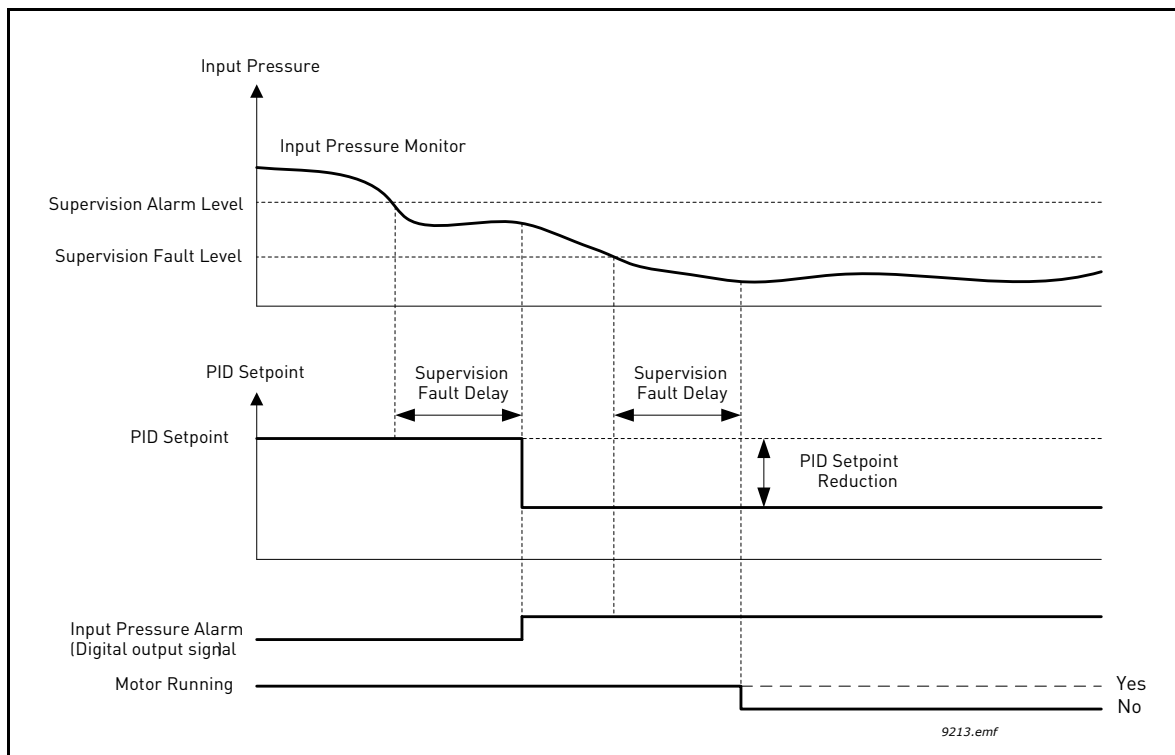 Input Pressure
Input Pressure Monitor
Supervision Alarm Level
Supervision Fault Level
PID Setpoint
Supervision
Fault Delay
Supervision
Fault Delay
PID Setpoint
PID Setpoint
Reduction
Input Pressure Alarm
(Digital output signal)
Motor Running
Yes
No
9213.emf